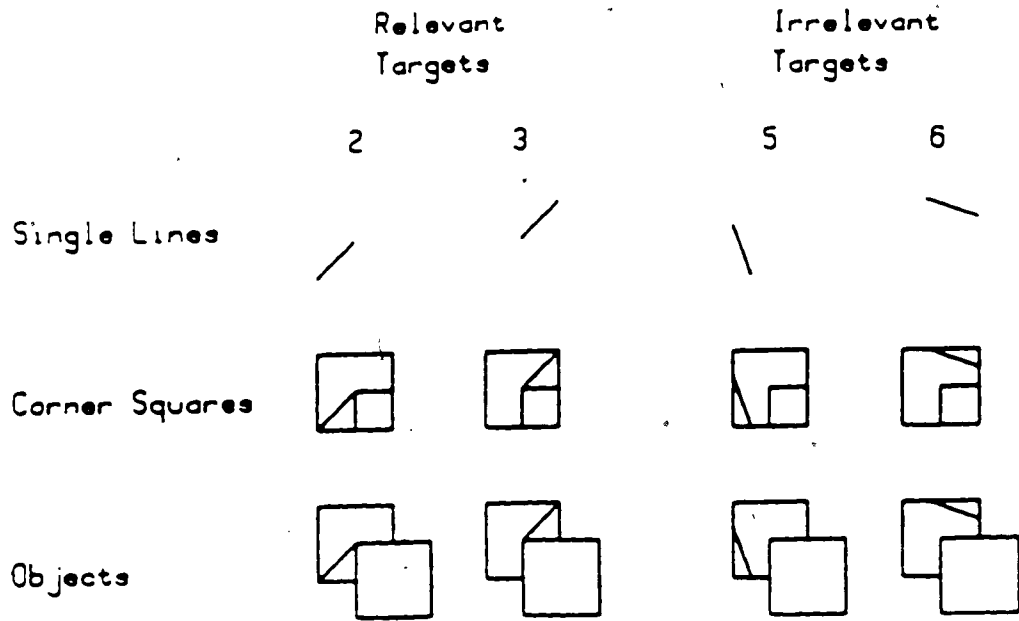 Relevant Irrelevant
Targets Targets
2 3 5 6
Single Lines
Corner Squares
Objects